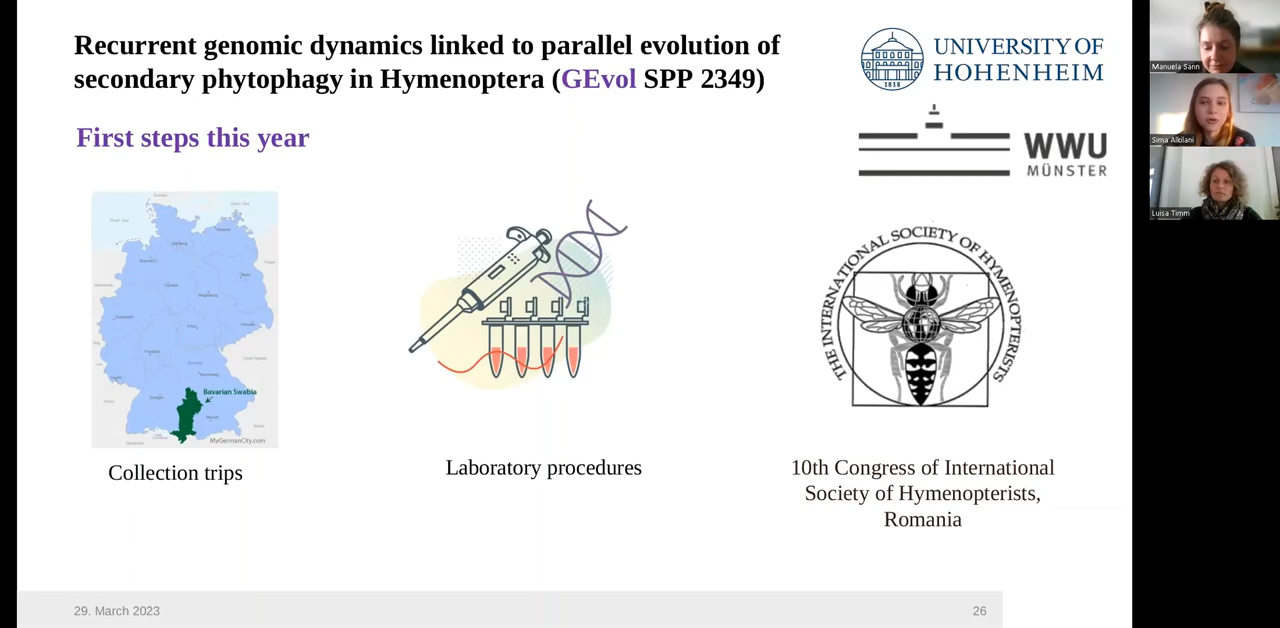 Recurrent genomic dynamics linked to parallel evolution of
secondary phytophagy in Hymenoptera (GEvol SPP 2349)
UNIVERSITY OF
HOHENHEIM
1818
First steps this year
WWU
MÜNSTER
Bavarian Swabia
MyGermanCity.com
THE INTERNATIONAL SOCIETY OF HYMENOPTERISTS
Collection trips
Laboratory procedures
10th Congress of International
Society of Hymenopterists,
Romania
29. March 2023
26
Manuela Sann
Sima Alkilani
Luisa Timm